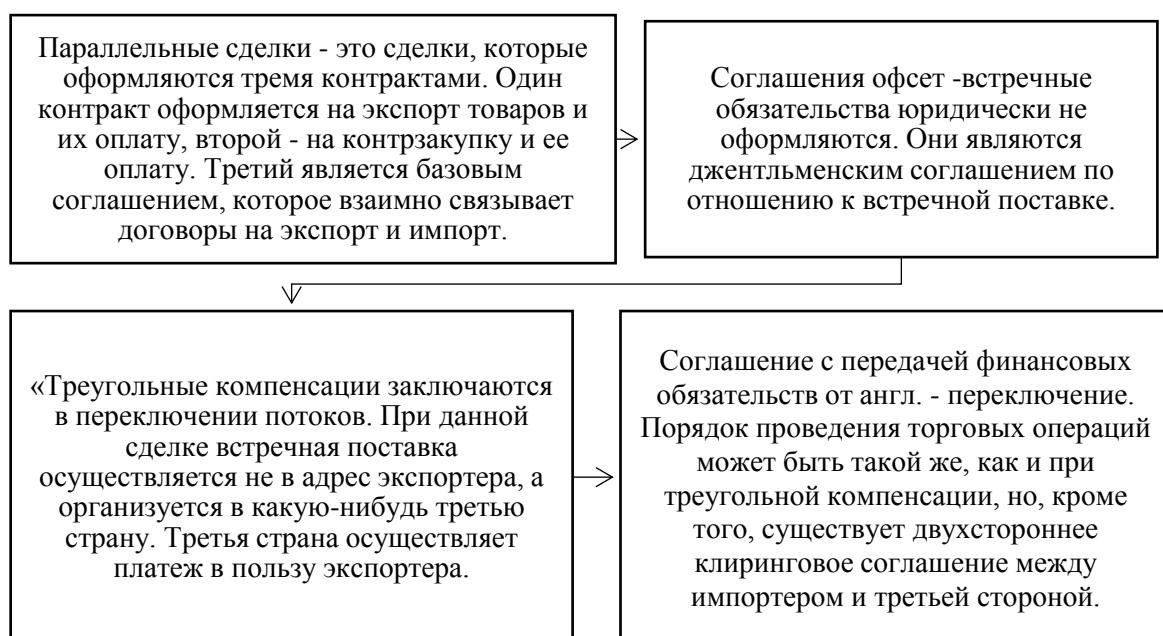 Параллельные сделки - это сделки, которые
оформляются тремя контрактами. Один
контракт оформляется на экспорт товаров и
их оплату, второй - на контрзакупку и ее
оплату. Третий является базовым
соглашением, которое взаимно связывает
договоры на экспорт и импорт.
Соглашения офсет -встречные
обязательства юридически не
оформляются. Они являются
джентльменским соглашением по
отношению к встречной поставке.
«Треугольные компенсации заключаются
в переключении потоков. При данной
сделке встречная поставка
осуществляется не в адрес экспортера, а
организуется в какую-нибудь третью
страну. Третья страна осуществляет
платеж в пользу экспортера.
Соглашение с передачей финансовых
обязательств от англ. - переключение.
Порядок проведения торговых операций
может быть такой же, как и при
треугольной компенсации, но, кроме
того, существует двухстороннее
клиринговое соглашение между
импортером и третьей стороной.